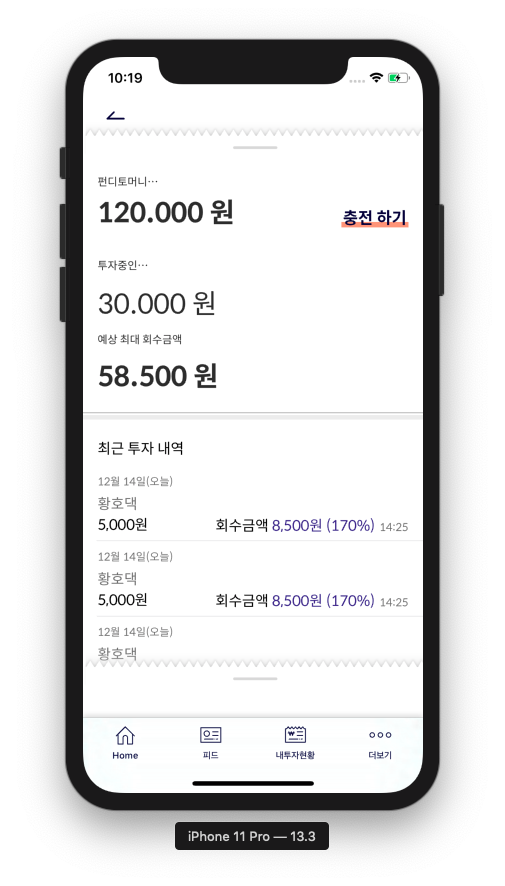 10:19
펀디토머니…
120.000 원
충전 하기
투자중인…
30.000 원
예상 최대 회수금액
58.500 원
최근 투자 내역
12월 14일(오늘)
황호댁
5,000원 회수금액 8,500원 (170%) 14:25
12월 14일(오늘)
황호댁
5,000원 회수금액 8,500원 (170%) 14:25
12월 14일(오늘)
황호댁
Home 피드 내투자현황 더보기
iPhone 11 Pro — 13.3